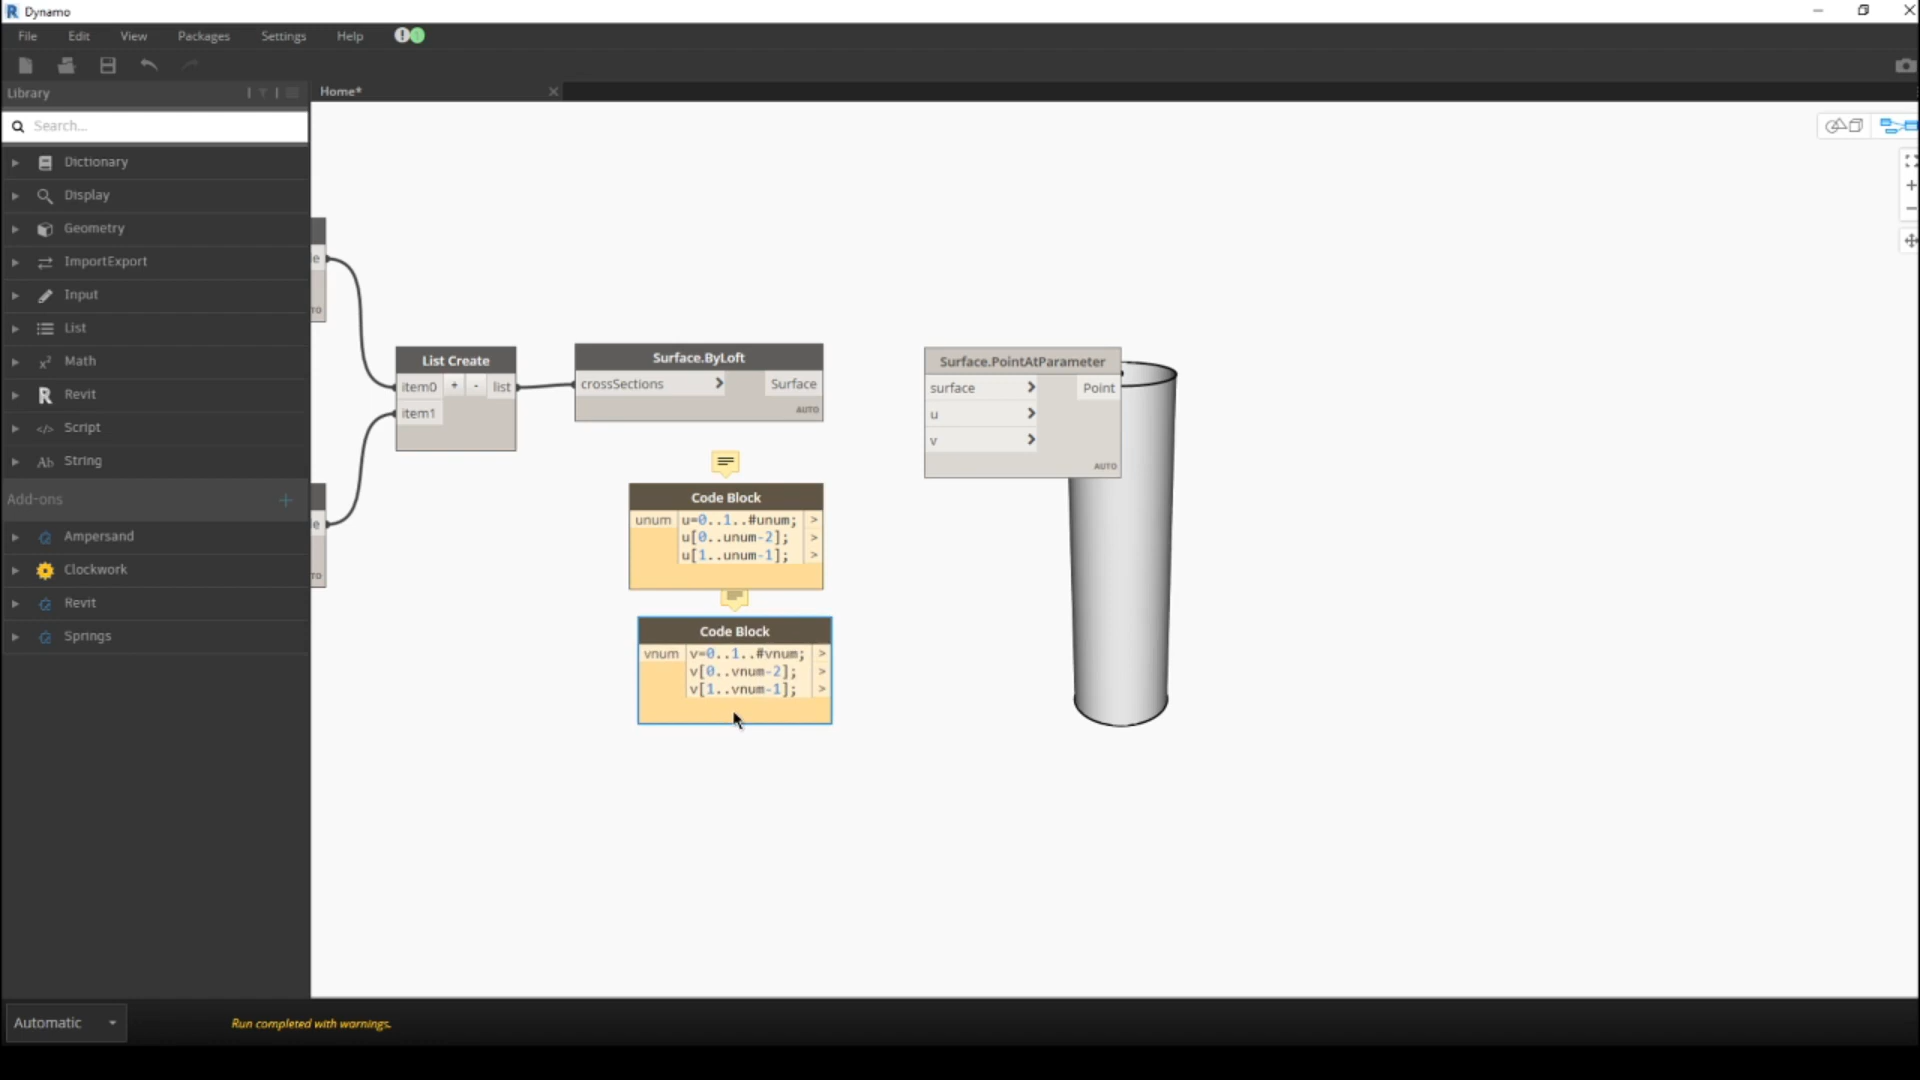 Dynamo
File Edit View Packages Settings Help
Library
Home*
Search...
Dictionary
Display
Geometry
ImportExport
Input
List
Math
Revit
Script
String
Add-ons
Ampersand
Clockwork
Revit
Springs
e
TO
e
TO
List Create
item0 + - list
item1
Surface.ByLoft
crossSections > Surface
AUTO
Surface.PointAtParameter
surface > Point
u >
v >
AUTO
Code Block
unum u=0..1..#unum; >
u[0..unum-2]; >
u[1..unum-1]; >
Code Block
vnum v=0..1..#vnum; >
v[0..vnum-2]; >
v[1..vnum-1]; >
Automatic
Run completed with warnings.